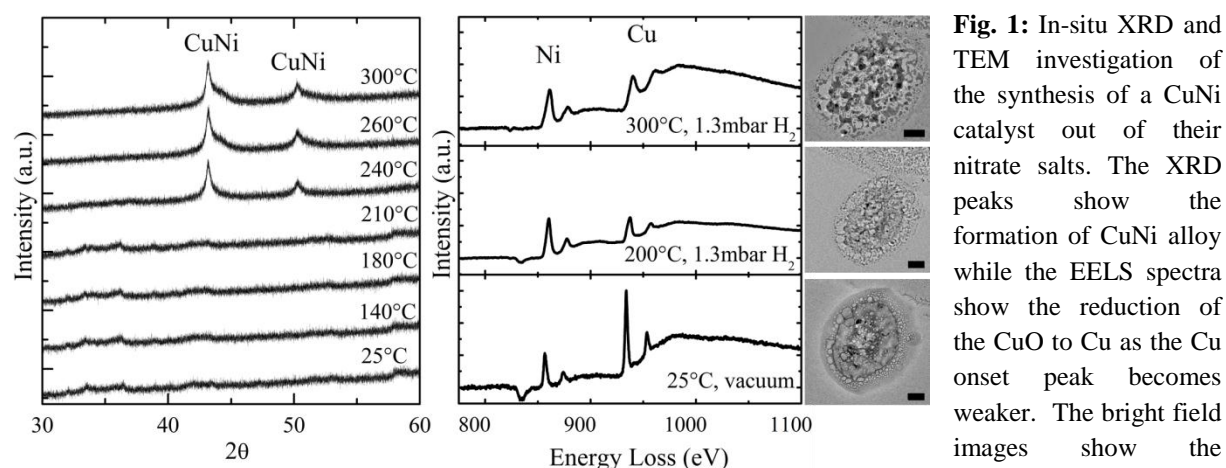 CuNi
CuNi
300°C
260°C
240°C
210°C
180°C
140°C
25°C
Intensity (a.u.)
30 40 50 60
2θ
Ni
Cu
300°C, 1.3mbar H₂
200°C, 1.3mbar H₂
25°C, vacuum
Intensity (a.u.)
800 900 1000 1100
Energy Loss (eV)
Fig. 1: In-situ XRD and
TEM investigation of
the synthesis of a CuNi
catalyst out of their
nitrate salts. The XRD
peaks show the
formation of CuNi alloy
while the EELS spectra
show the reduction of
the CuO to Cu as the Cu
onset peak becomes
weaker. The bright field
images show the